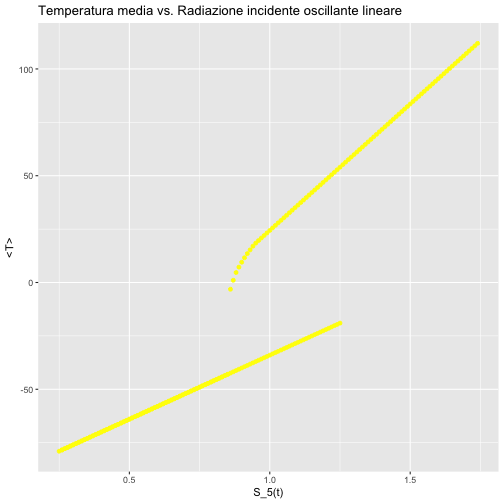 Temperatura media vs. Radiazione incidente oscillante lineare
100
50
0
-50
<T>
0.5
1.0
1.5
S_5(t)